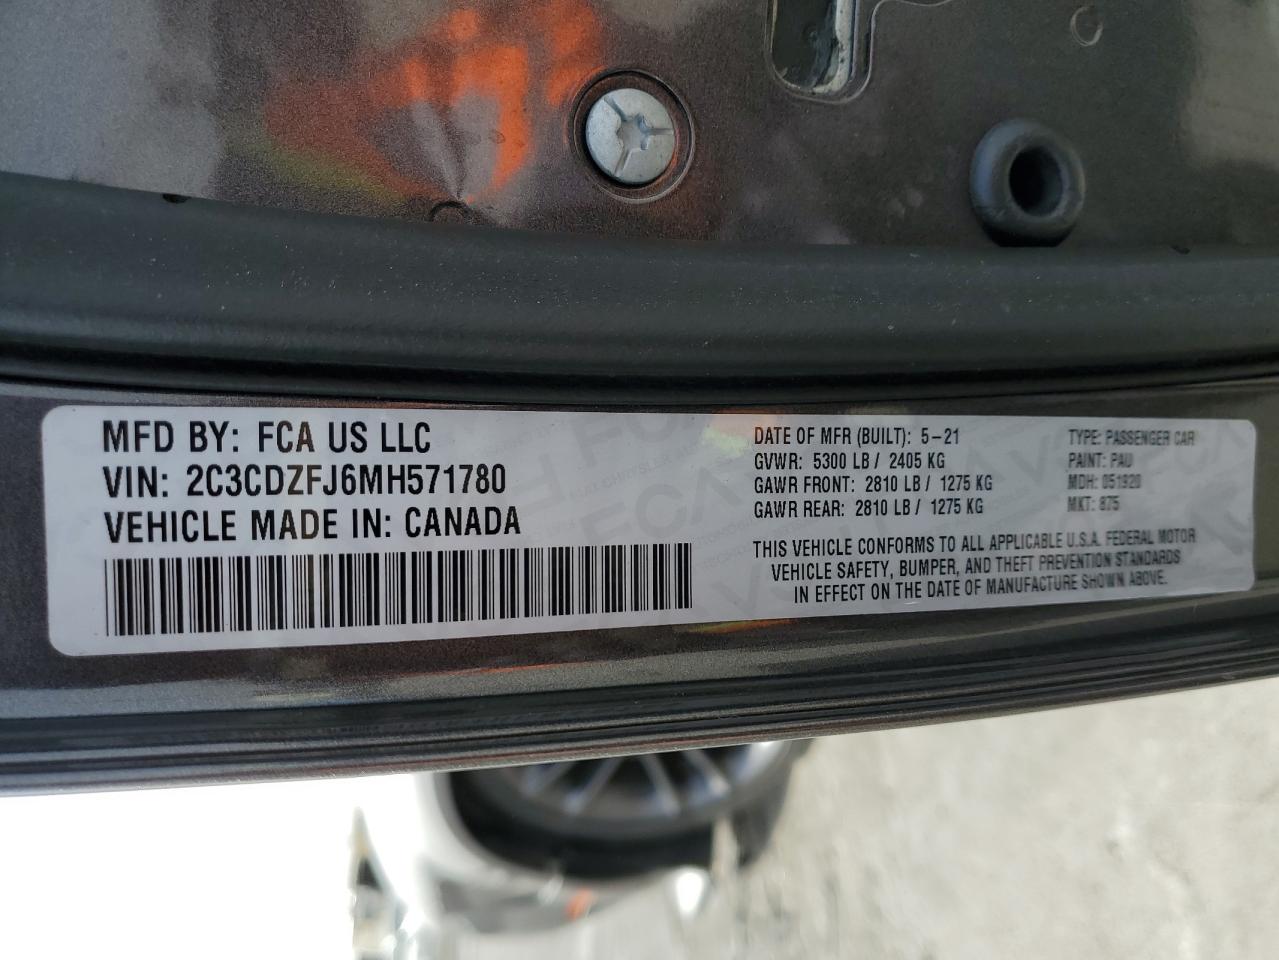 MFD BY: FCA US LLC
VIN: 2C3CDZFJ6MH571780
VEHICLE MADE IN: CANADA
DATE OF MFR (BUILT): 5-21
GVWR: 5300 LB / 2405 KG
GAWR FRONT: 2810 LB / 1275 KG
GAWR REAR: 2810 LB / 1275 KG
TYPE: PASSENGER CAR
PAINT: PAU
MDH: 051920
MKT: 875
THIS VEHICLE CONFORMS TO ALL APPLICABLE U.S.A. FEDERAL MOTOR
VEHICLE SAFETY, BUMPER, AND THEFT PREVENTION STANDARDS
IN EFFECT ON THE DATE OF MANUFACTURE SHOWN ABOVE.